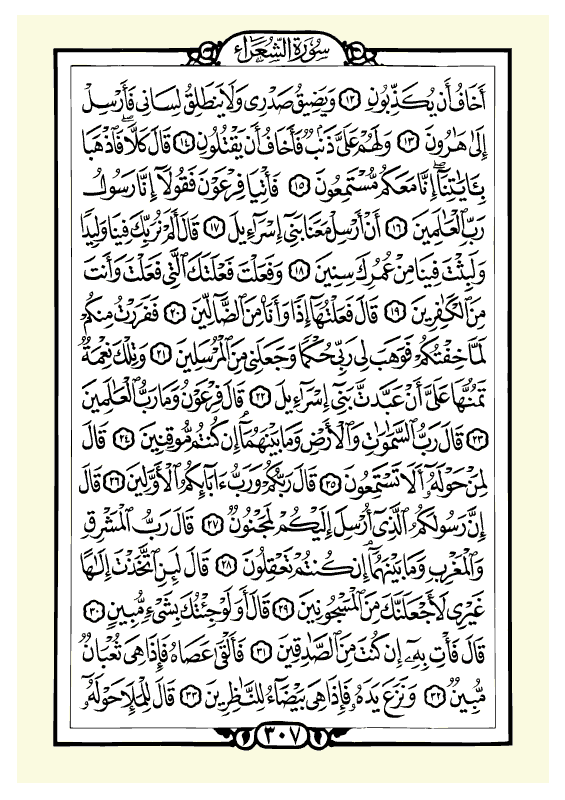 سُورَةُ الشُّعَرَاءِ
أَخَافُ أَن يُكَذِّبُونِ ١٢ وَيَضِيقُ صَدْرِى وَلَا يَنطَلِقُ لِسَانِى فَأَرْسِلْ
إِلَىٰ هَٰرُونَ ١٣ وَلَهُمْ عَلَىَّ ذَنۢبٌ فَأَخَافُ أَن يَقْتُلُونِ ١٤ قَالَ كَلَّا ۖ فَٱذْهَبَا
بِـَٔايَٰتِنَآ ۖ إِنَّا مَعَكُم مُّسْتَمِعُونَ ١٥ فَأْتِيَا فِرْعَوْنَ فَقُولَآ إِنَّا رَسُولُ
رَبِّ ٱلْعَٰلَمِينَ ١٦ أَنْ أَرْسِلْ مَعَنَا بَنِىٓ إِسْرَٰٓءِيلَ ١٧ قَالَ أَلَمْ نُرَبِّكَ فِينَا وَلِيدًا
وَلَبِثْتَ فِينَا مِنْ عُمُرِكَ سِنِينَ ١٨ وَفَعَلْتَ فَعْلَتَكَ ٱلَّتِى فَعَلْتَ وَأَنتَ
مِنَ ٱلْكَٰفِرِينَ ١٩ قَالَ فَعَلْتُهَآ إِذًا وَأَنَا۠ مِنَ ٱلضَّآلِّينَ ٢٠ فَفَرَرْتُ مِنكُمْ
لَمَّا خِفْتُكُمْ فَوَهَبَ لِى رَبِّى حُكْمًا وَجَعَلَنِى مِنَ ٱلْمُرْسَلِينَ ٢١ وَتِلْكَ نِعْمَةٌ
تَمُنُّهَا عَلَىَّ أَنْ عَبَّدتَّ بَنِىٓ إِسْرَٰٓءِيلَ ٢٢ قَالَ فِرْعَوْنُ وَمَا رَبُّ ٱلْعَٰلَمِينَ
٢٣ قَالَ رَبُّ ٱلسَّمَٰوَٰتِ وَٱلْأَرْضِ وَمَا بَيْنَهُمَآ ۖ إِن كُنتُم مُّوقِنِينَ ٢٤ قَالَ
لِمَنْ حَوْلَهُۥٓ أَلَا تَسْتَمِعُونَ ٢٥ قَالَ رَبُّكُمْ وَرَبُّ ءَابَآئِكُمُ ٱلْأَوَّلِينَ ٢٦ قَالَ
إِنَّ رَسُولَكُمُ ٱلَّذِىٓ أُرْسِلَ إِلَيْكُمْ لَمَجْنُونٌ ٢٧ قَالَ رَبُّ ٱلْمَشْرِقِ
وَٱلْمَغْرِبِ وَمَا بَيْنَهُمَآ ۖ إِن كُنتُمْ تَعْقِلُونَ ٢٨ قَالَ لَئِنِ ٱتَّخَذْتَ إِلَٰهًا
غَيْرِى لَأَجْعَلَنَّكَ مِنَ ٱلْمَسْجُونِينَ ٢٩ قَالَ أَوَلَوْ جِئْتُكَ بِشَىْءٍ مُّبِينٍ ٣٠
قَالَ فَأْتِ بِهِۦٓ إِن كُنتَ مِنَ ٱلصَّٰدِقِينَ ٣١ فَأَلْقَىٰ عَصَاهُ فَإِذَا هِىَ ثُعْبَانٌ
مُّبِينٌ ٣٢ وَنَزَعَ يَدَهُۥ فَإِذَا هِىَ بَيْضَآءُ لِلنَّٰظِرِينَ ٣٣ قَالَ لِلْمَلَإِ حَوْلَهُۥٓ
٣٠٧